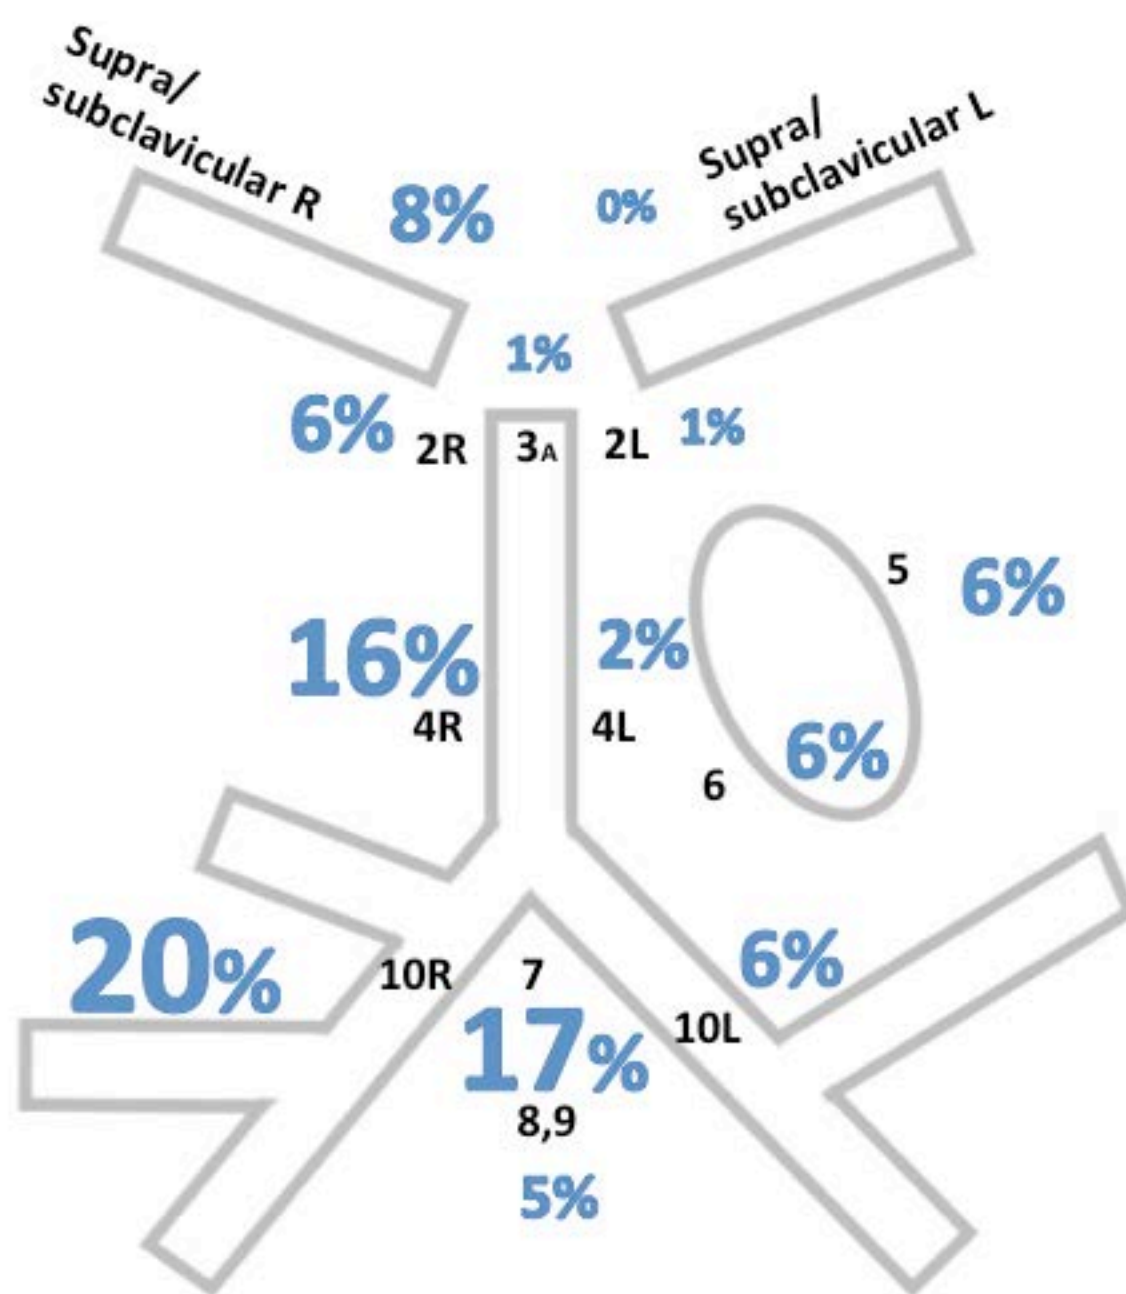 Supra/
subclavicular R
Supra/
subclavicular L
8%
0%
1%
6%
2R
3A
2L
1%
5
6%
16%
2%
4R
4L
6%
6
20%
6%
10R
7
10L
17%
8,9
5%